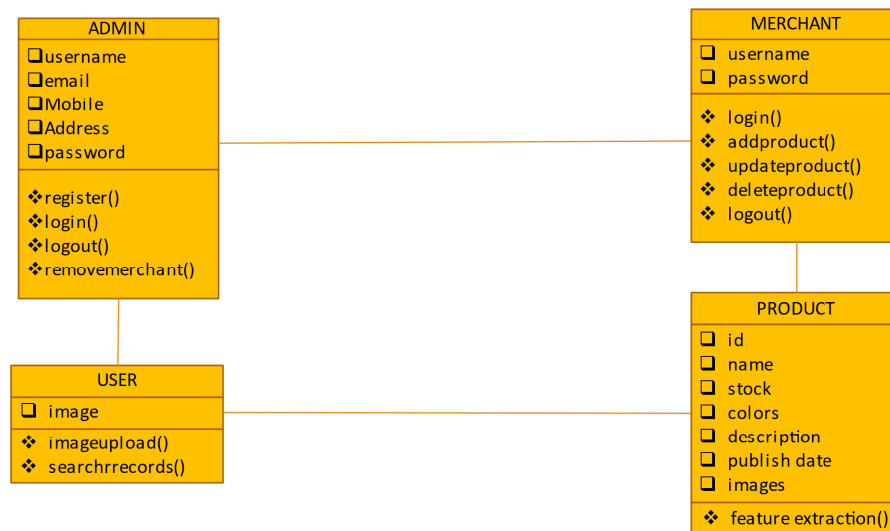 ADMIN
username
email
Mobile
Address
password
register()
login()
logout()
removemerchant()
MERCHANT
username
password
login()
addproduct()
updateproduct()
deleteproduct()
logout()
USER
image
imageupload()
searchrrecords()
PRODUCT
id
name
stock
colors
description
publish date
images
feature extraction()